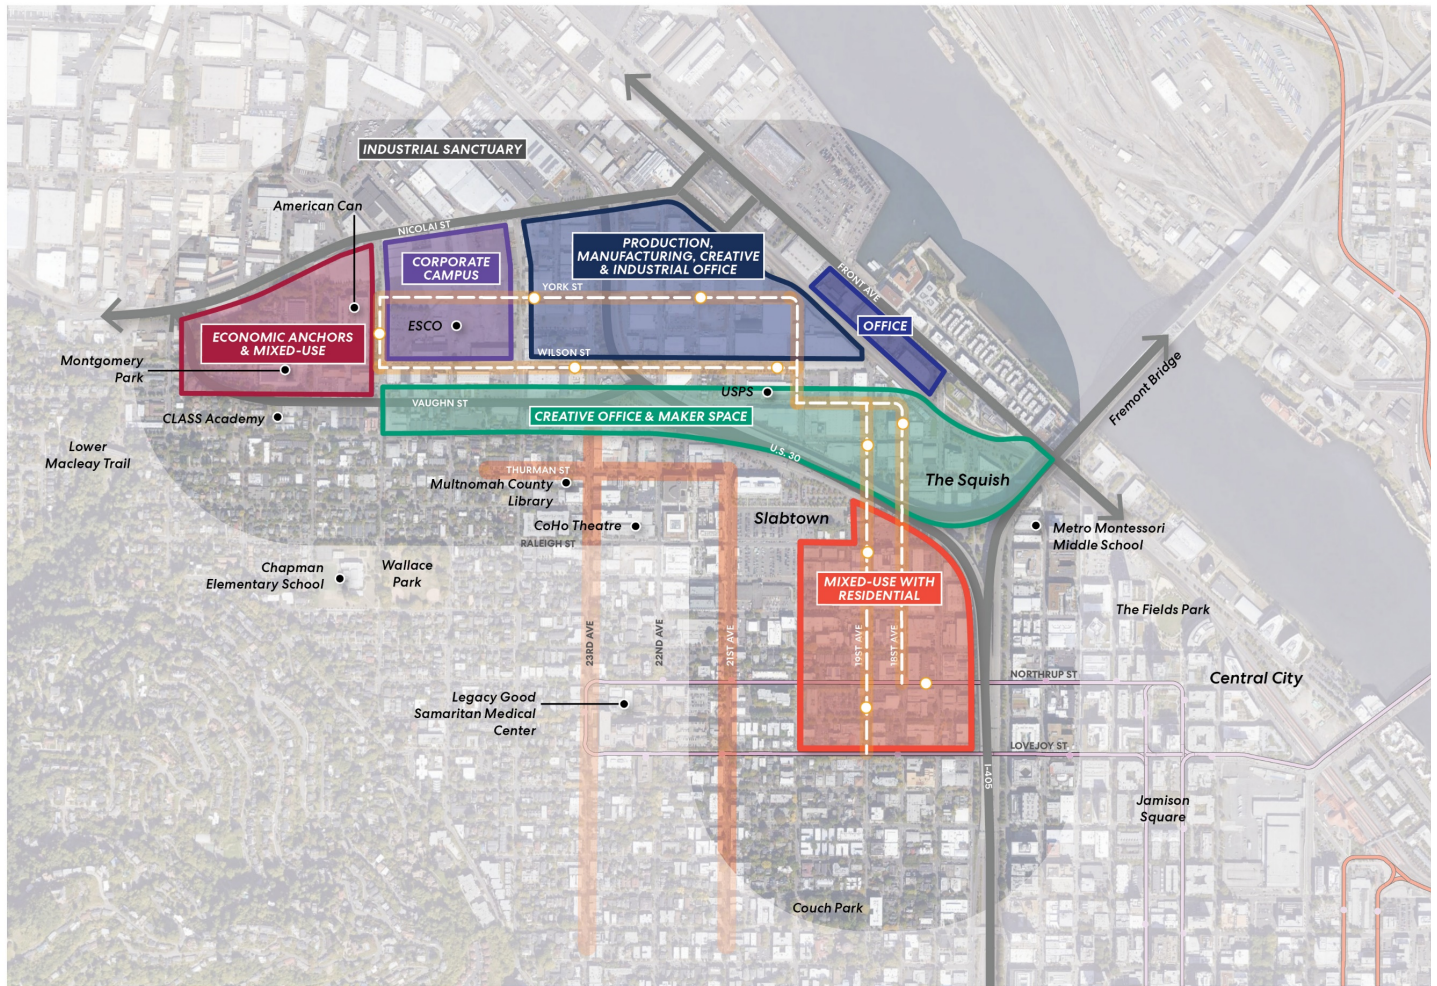 INDUSTRIAL SANCTUARY
American Can
NICOLAI ST
CORPORATE
CAMPUS
PRODUCTION,
MANUFACTURING, CREATIVE
& INDUSTRIAL OFFICE
FRONT AVE
YORK ST
ESCO
OFFICE
ECONOMIC ANCHORS
& MIXED-USE
WILSON ST
Montgomery
Park
USPS
Fremont Bridge
VAUGHN ST
CREATIVE OFFICE & MAKER SPACE
CLASS Academy
Lower
Macleay Trail
U.S. 30
THURMAN ST
Multnomah County
Library
The Squish
Slabtown
CoHo Theatre
RALEIGH ST
Metro Montessori
Middle School
Chapman
Elementary School
Wallace
Park
MIXED-USE WITH
RESIDENTIAL
The Fields Park
23RD AVE
22ND AVE
21ST AVE
19ST AVE
18ST AVE
NORTHRUP ST
Central City
Legacy Good
Samaritan Medical
Center
LOVEJOY ST
I-405
Jamison
Square
Couch Park